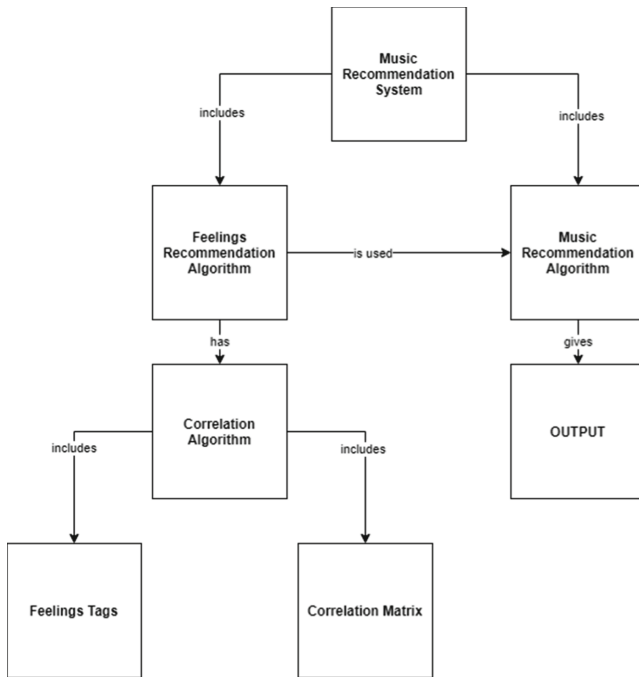 Music
Recommendation
System
includes
includes
Feelings
Recommendation
Algorithm
is used
Music
Recommendation
Algorithm
has
gives
Correlation
Algorithm
OUTPUT
includes
includes
Feelings Tags
Correlation Matrix